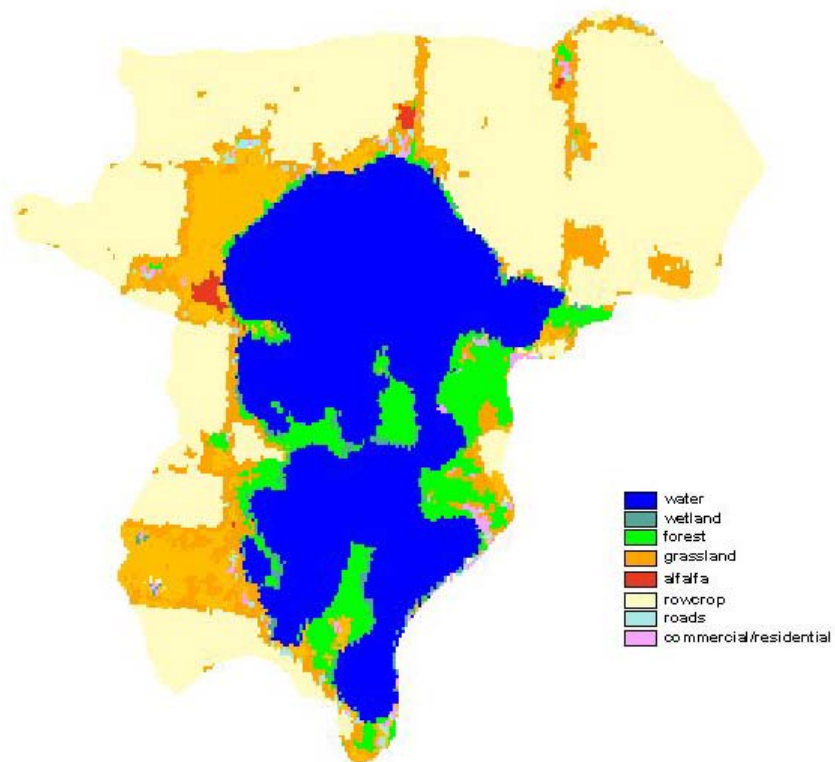 water
wetland
forest
grassland
alfalfa
rowcrop
roads
commercial/residential